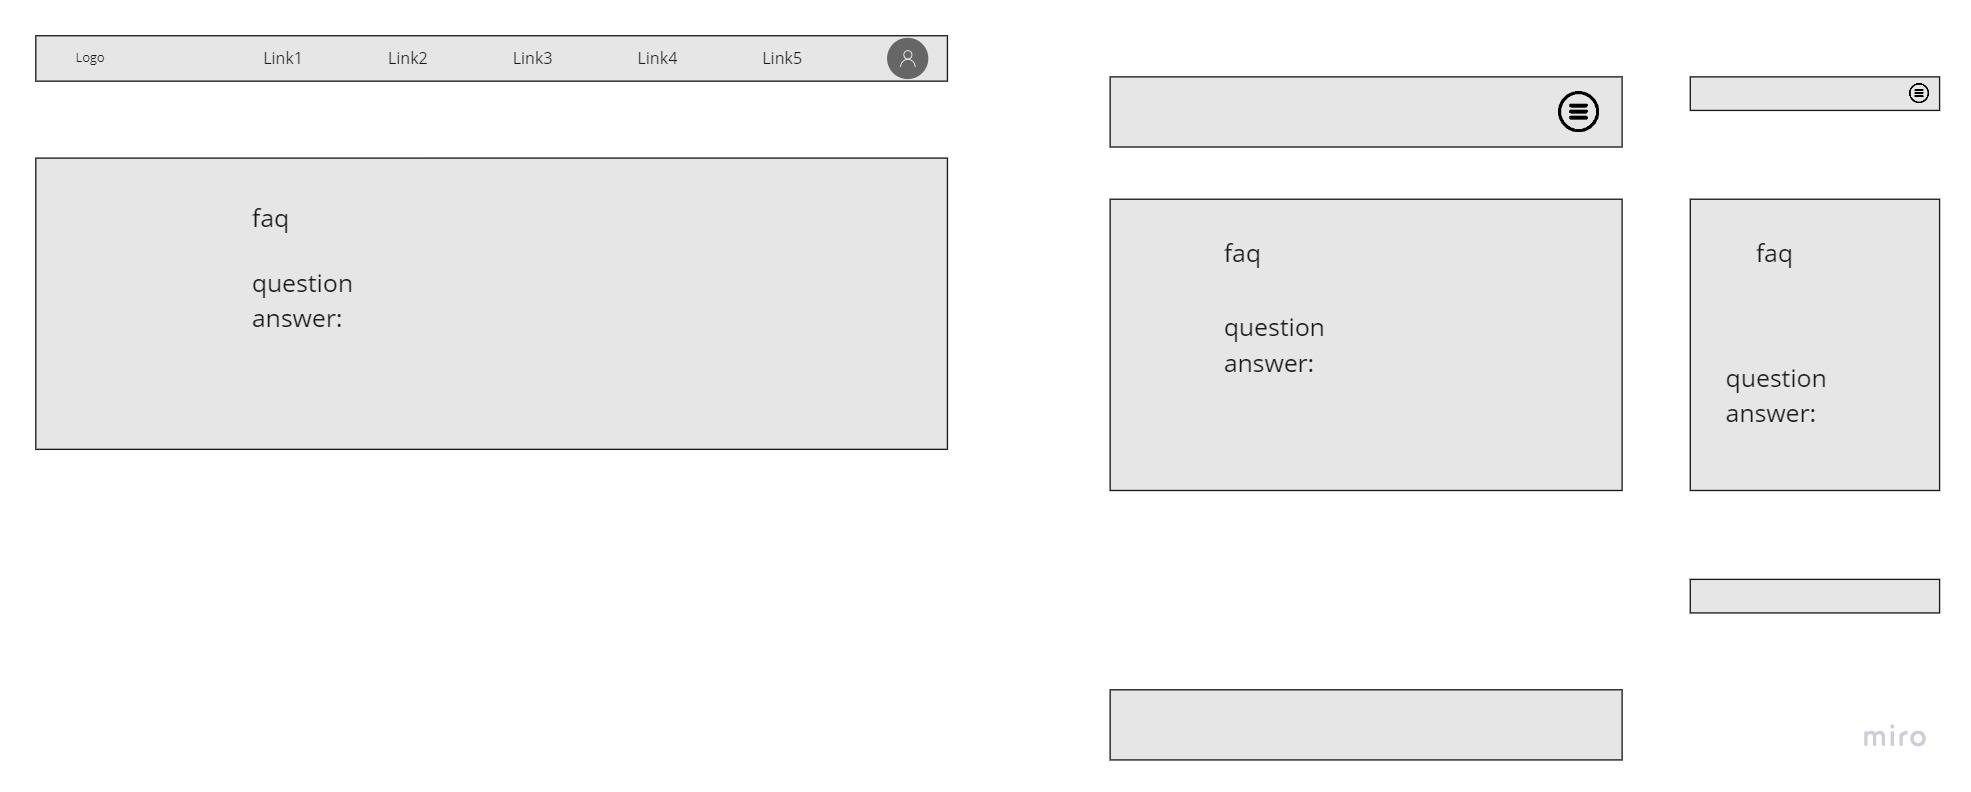 Logo
Link1
Link2
Link3
Link4
Link5
faq
question
answer:
faq
question
answer:
faq
question
answer:
miro